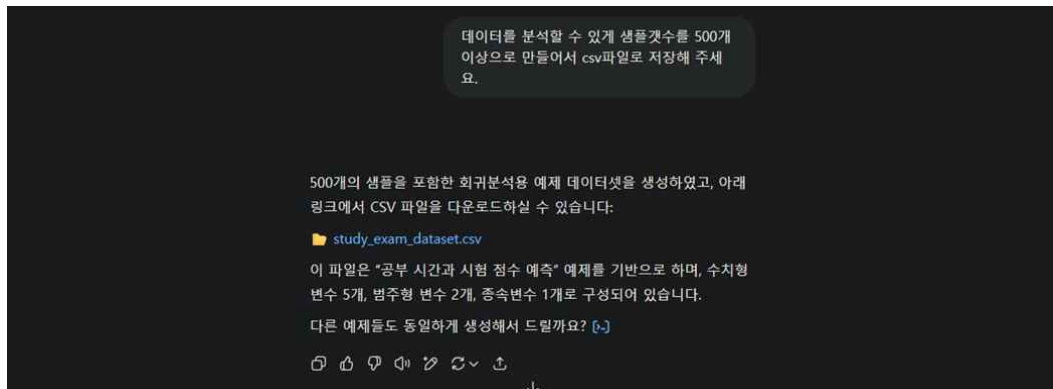 데이터를 분석할 수 있게 샘플갯수를 500개
이상으로 만들어서 csv파일로 저장해 주세
요.
500개의 샘플을 포함한 회귀분석용 예제 데이터셋을 생성하였고, 아래
링크에서 CSV 파일을 다운로드하실 수 있습니다:
study_exam_dataset.csv
이 파일은 "공부 시간과 시험 점수 예측" 예제를 기반으로 하며, 수치형
변수 5개, 범주형 변수 2개, 종속변수 1개로 구성되어 있습니다.
다른 예제들도 동일하게 생성해서 드릴까요?